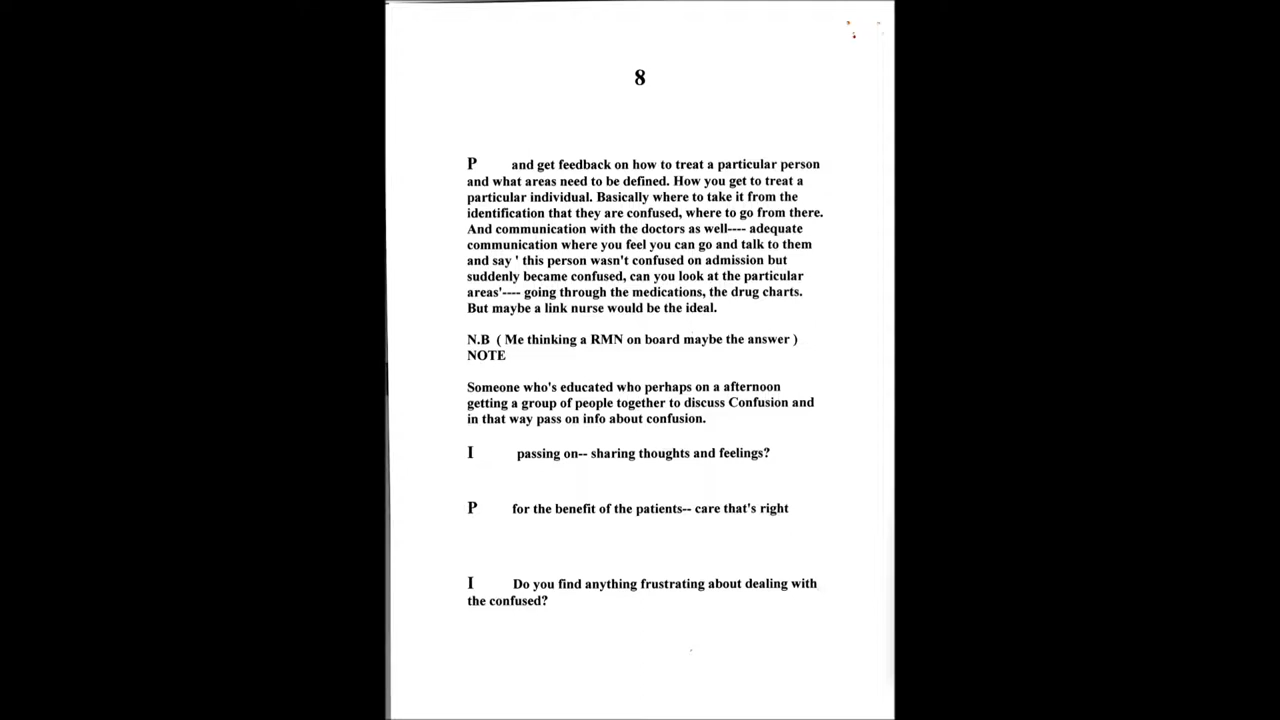 8
P and get feedback on how to treat a particular person
and what areas need to be defined. How you get to treat a
particular individual. Basically where to take it from the
identification that they are confused, where to go from there.
And communication with the doctors as well---- adequate
communication where you feel you can go and talk to them
and say ' this person wasn't confused on admission but
suddenly became confused, can you look at the particular
areas'---- going through the medications, the drug charts.
But maybe a link nurse would be the ideal.
N.B ( Me thinking a RMN on board maybe the answer )
NOTE
Someone who's educated who perhaps on a afternoon
getting a group of people together to discuss Confusion and
in that way pass on info about confusion.
I passing on-- sharing thoughts and feelings?
P for the benefit of the patients-- care that's right
I Do you find anything frustrating about dealing with
the confused?